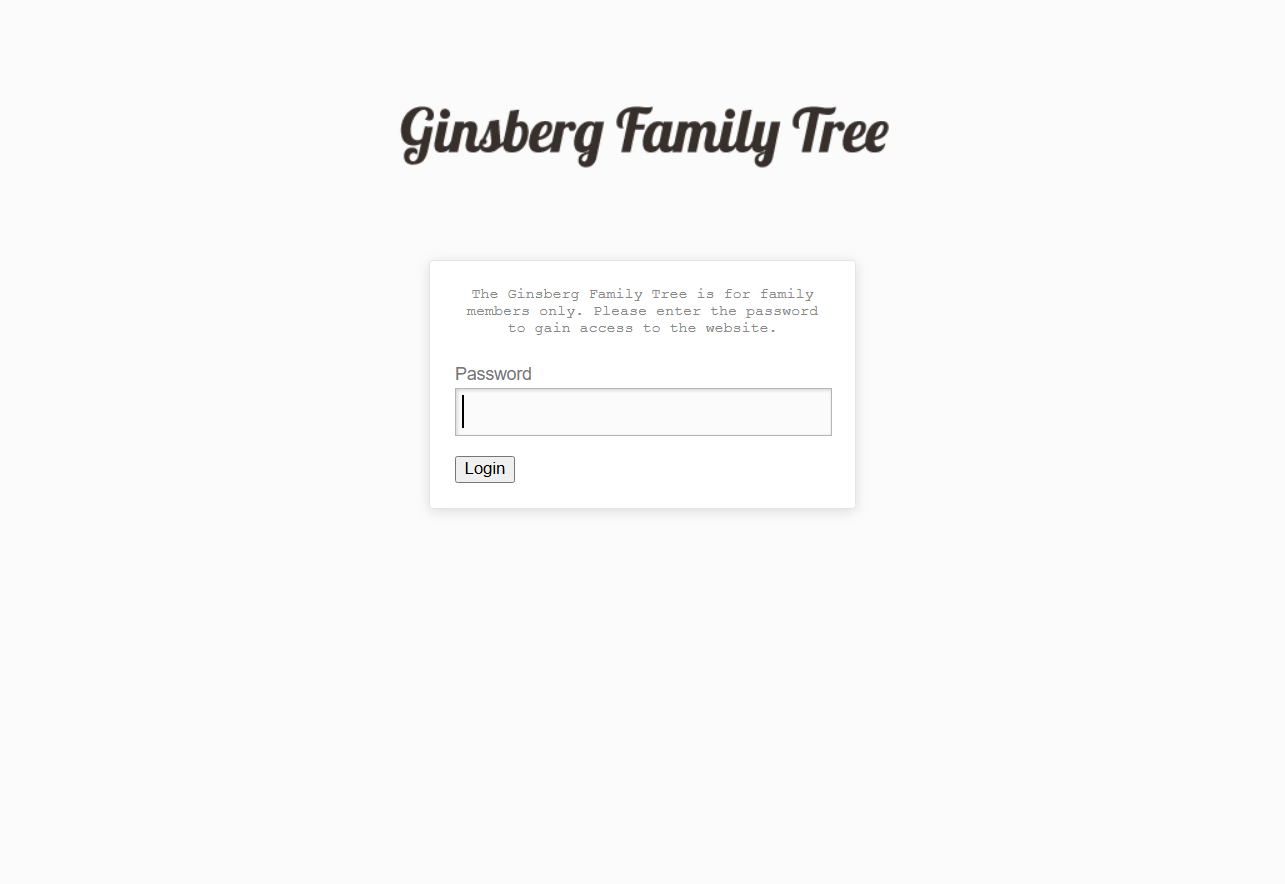 Ginsberg Family Tree
The Ginsberg Family Tree is for family
members only. Please enter the password
to gain access to the website.
Password
Login